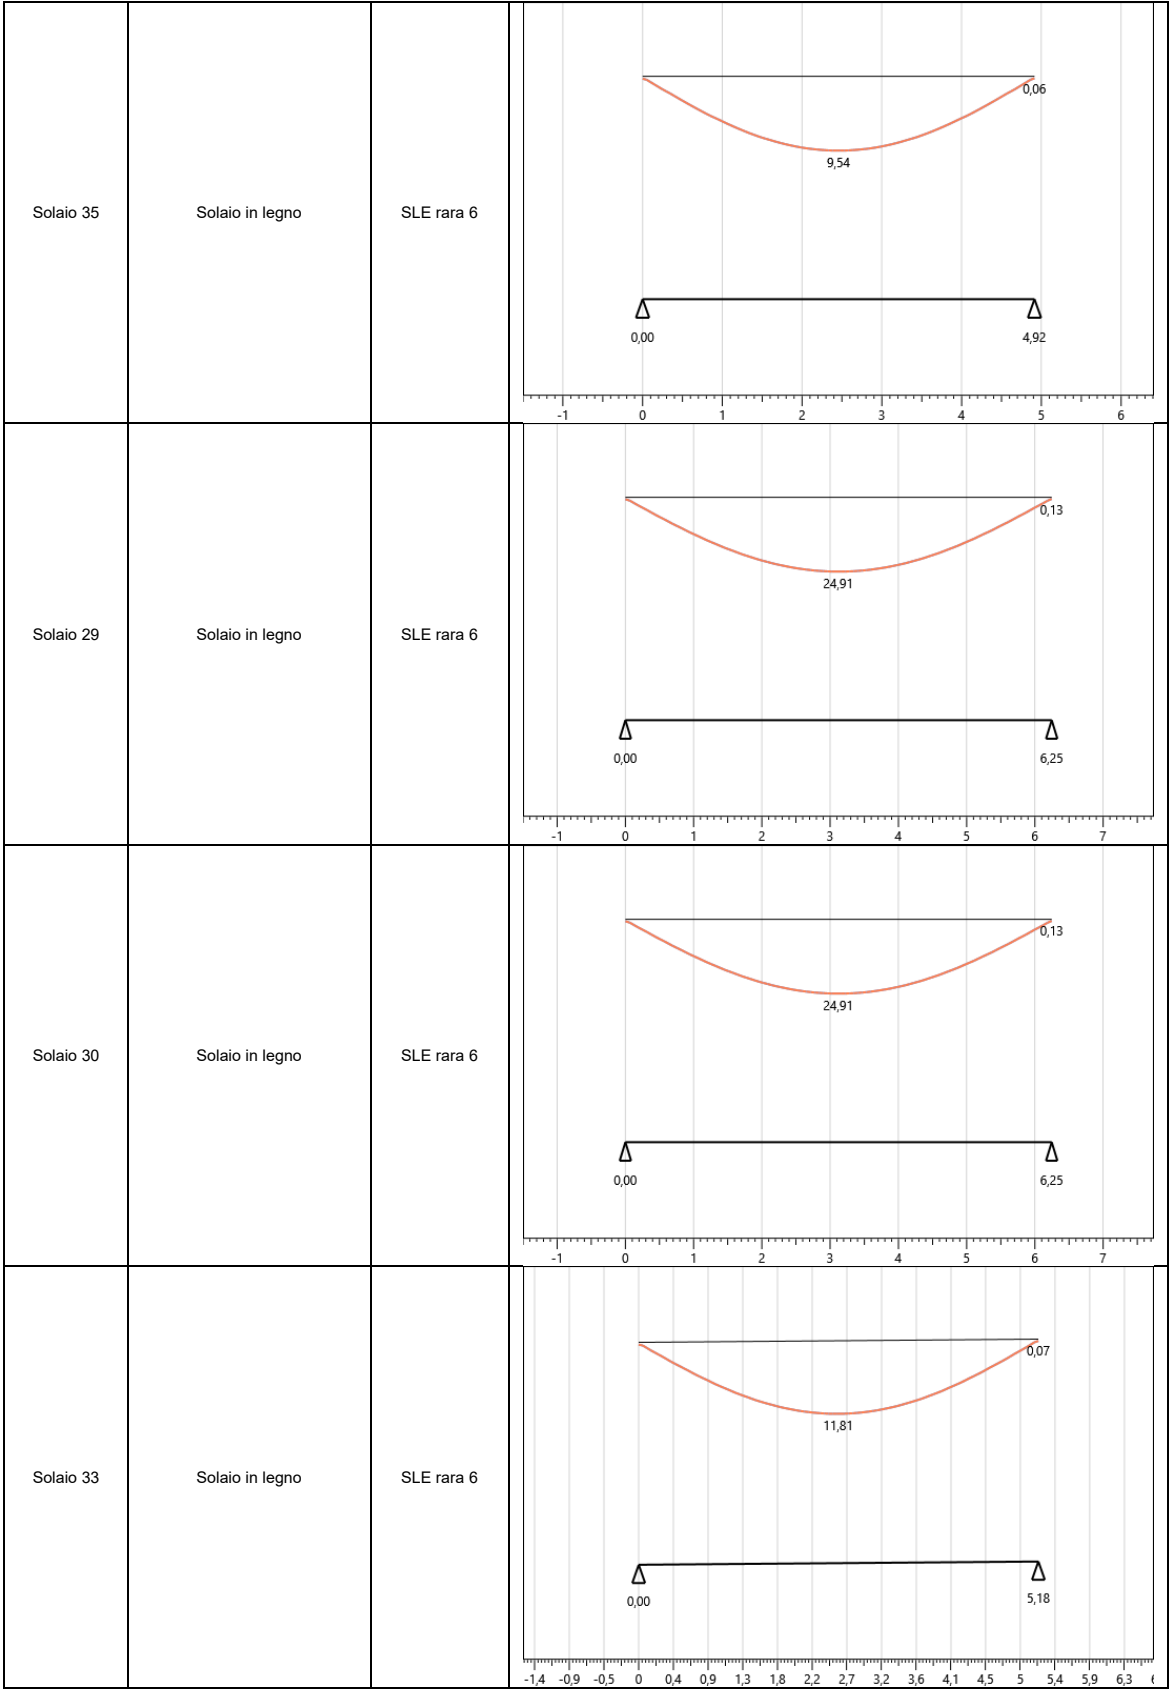 Solaio 35
Solaio in legno
SLE rara 6
0,06
9,54
0,00 4,92
-1 0 1 2 3 4 5 6
Solaio 29
Solaio in legno
SLE rara 6
0,13
24,91
0,00 6,25
-1 0 1 2 3 4 5 6 7
Solaio 30
Solaio in legno
SLE rara 6
0,13
24,91
0,00 6,25
-1 0 1 2 3 4 5 6 7
Solaio 33
Solaio in legno
SLE rara 6
0,07
11,81
0,00 5,18
-1,4 -0,9 -0,5 0 0,4 0,9 1,3 1,8 2,2 2,7 3,2 3,6 4,1 4,5 5 5,4 5,9 6,3